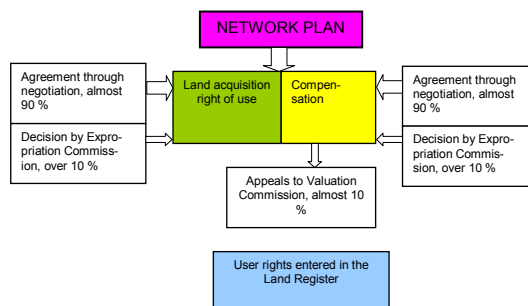 NETWORK PLAN
Agreement through
negotiation, almost
90 %
Land acquisition
right of use
Compen-
sation
Agreement through
negotiation, almost
90 %
Decision by Expro-
priation Commis-
sion, over 10 %
Decision by Expro-
priation Commis-
sion, over 10 %
Appeals to Valuation
Commission, almost 10
%
User rights entered in the
Land Register